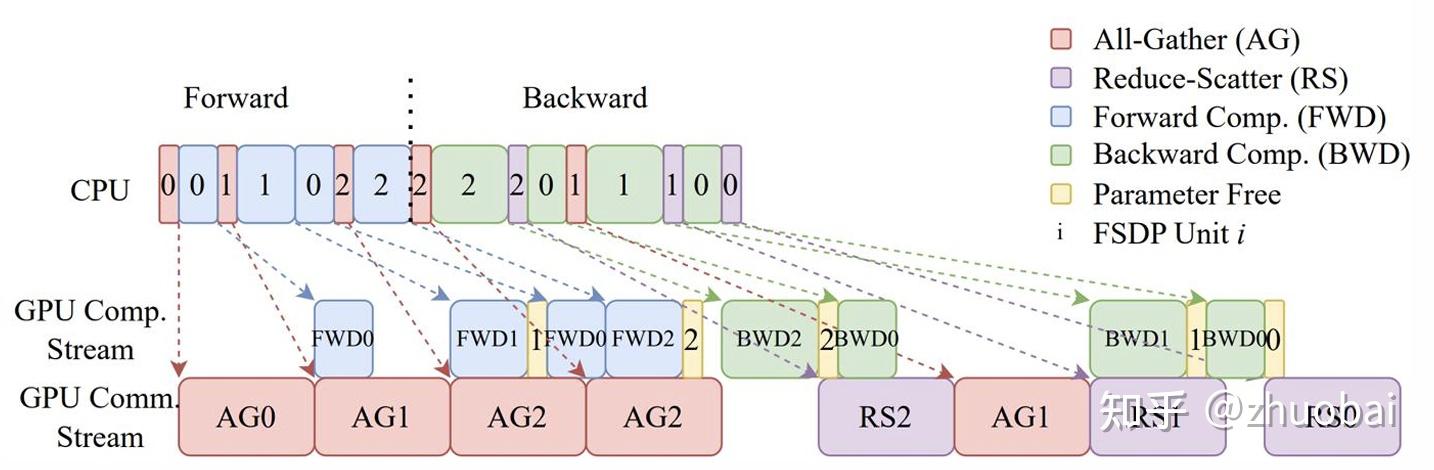 All-Gather (AG)
Reduce-Scatter (RS)
Forward Comp. (FWD)
Backward Comp. (BWD)
Parameter Free
i FSDP Unit i
Forward Backward
CPU 0 0 1 1 0 2 2 2 2 2 0 1 1 1 0 0
GPU Comp.
Stream
FWD0 FWD1 1 FWD0 FWD2 2 BWD2 2 BWD0 BWD1 1 BWD0 0
GPU Comm.
Stream
AG0 AG1 AG2 AG2 RS2 AG1 RS1 RS0
知乎 @zhuobai